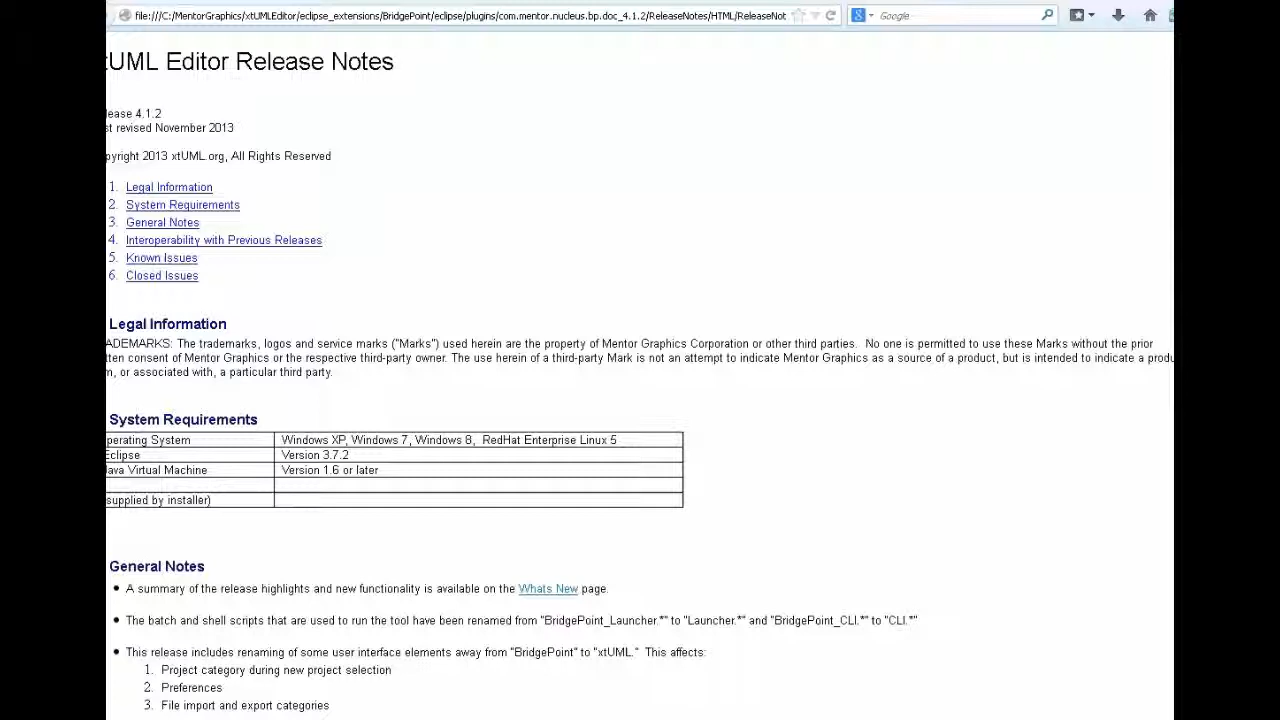 file:///C:/MentorGraphics/xtUMLEditor/eclipse_extensions/BridgePoint/eclipse/plugins/com.mentor.nucleus.bp.doc_4.1.2/ReleaseNotes/HTML/ReleaseNot
Google
tUML Editor Release Notes
lease 4.1.2
st revised November 2013
pyright 2013 xtUML.org, All Rights Reserved
1. Legal Information
2. System Requirements
3. General Notes
4. Interoperability with Previous Releases
5. Known Issues
6. Closed Issues
Legal Information
ADEMARKS: The trademarks, logos and service marks ("Marks") used herein are the property of Mentor Graphics Corporation or other third parties. No one is permitted to use these Marks without the prior
tten consent of Mentor Graphics or the respective third-party owner. The use herein of a third-party Mark is not an attempt to indicate Mentor Graphics as a source of a product, but is intended to indicate a produ
m, or associated with, a particular third party.
System Requirements
perating System Windows XP, Windows 7, Windows 8, RedHat Enterprise Linux 5
Eclipse Version 3.7.2
Java Virtual Machine Version 1.6 or later
supplied by installer)
General Notes
• A summary of the release highlights and new functionality is available on the Whats New page.
• The batch and shell scripts that are used to run the tool have been renamed from "BridgePoint_Launcher.*" to "Launcher.*" and "BridgePoint_CLI.*" to "CLI.*"
• This release includes renaming of some user interface elements away from "BridgePoint" to "xtUML." This affects:
1. Project category during new project selection
2. Preferences
3. File import and export categories